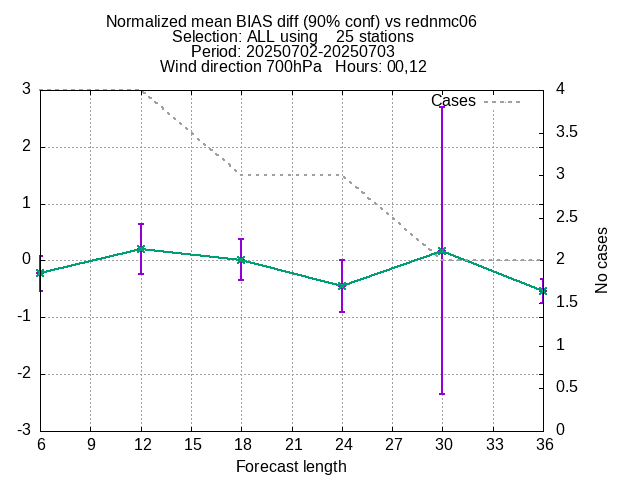 Normalized mean BIAS diff (90% conf) vs rednmc06
Selection: ALL using    25 stations
Period: 20250702-20250703
Wind direction 700hPa   Hours: 00,12
Cases
3
2
1
0
-1
-2
-3
4
3.5
3
2.5
2
1.5
1
0.5
0
No cases
6 9 12 15 18 21 24 27 30 33 36
Forecast length